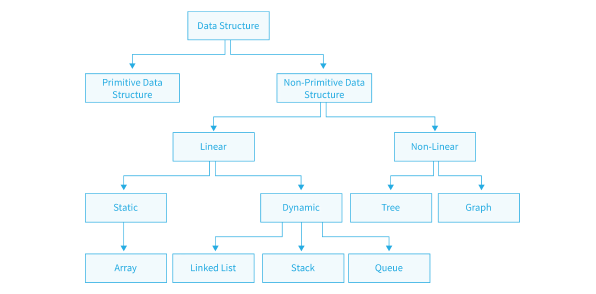 Data Structure
Primitive Data
Structure
Non-Primitive Data
Structure
Linear
Non-Linear
Static
Dynamic
Tree
Graph
Array
Linked List
Stack
Queue